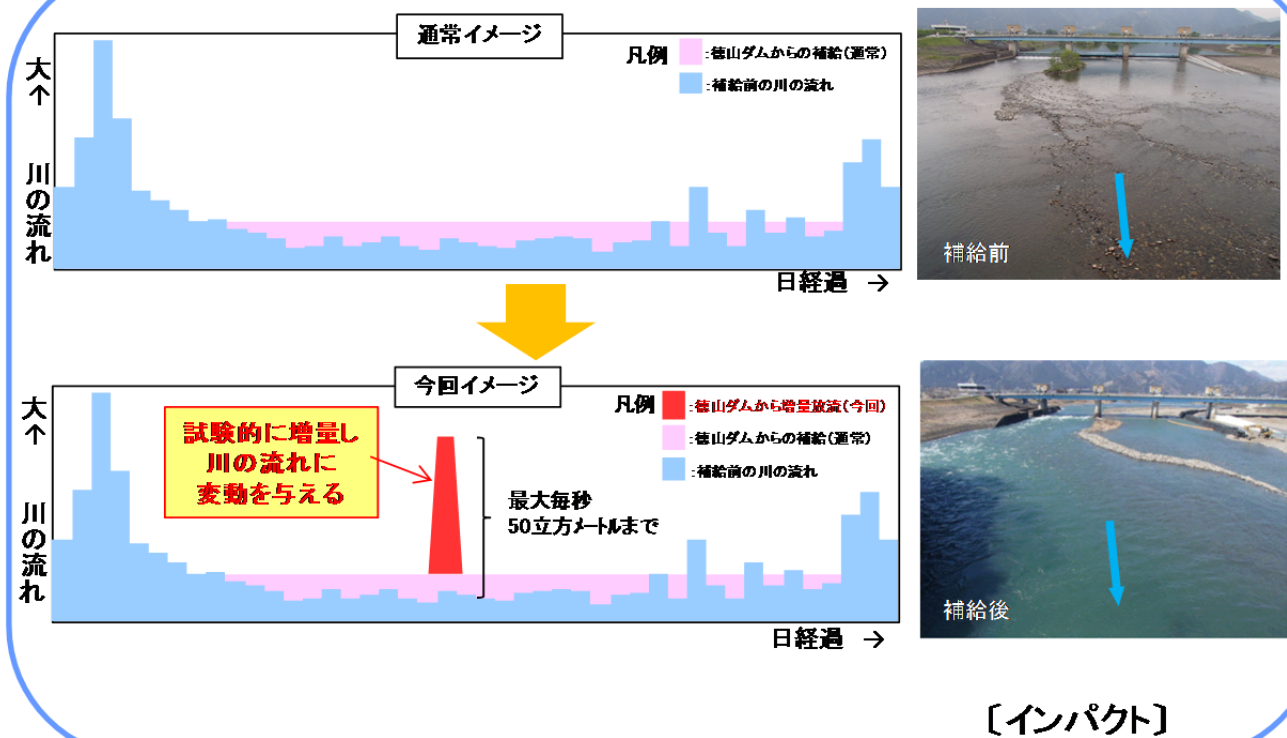 通常イメージ
凡例
:徳山ダムからの補給(通常)
:補給前の川の流れ
大
↑
川の流れ
日経過 →
補給前
今回イメージ
凡例
:徳山ダムから増量放流(今回)
:徳山ダムからの補給(通常)
:補給前の川の流れ
大
↑
川の流れ
試験的に増量し
川の流れに
変動を与える
最大毎秒
50立方メートルまで
日経過 →
補給後
〔インパクト〕